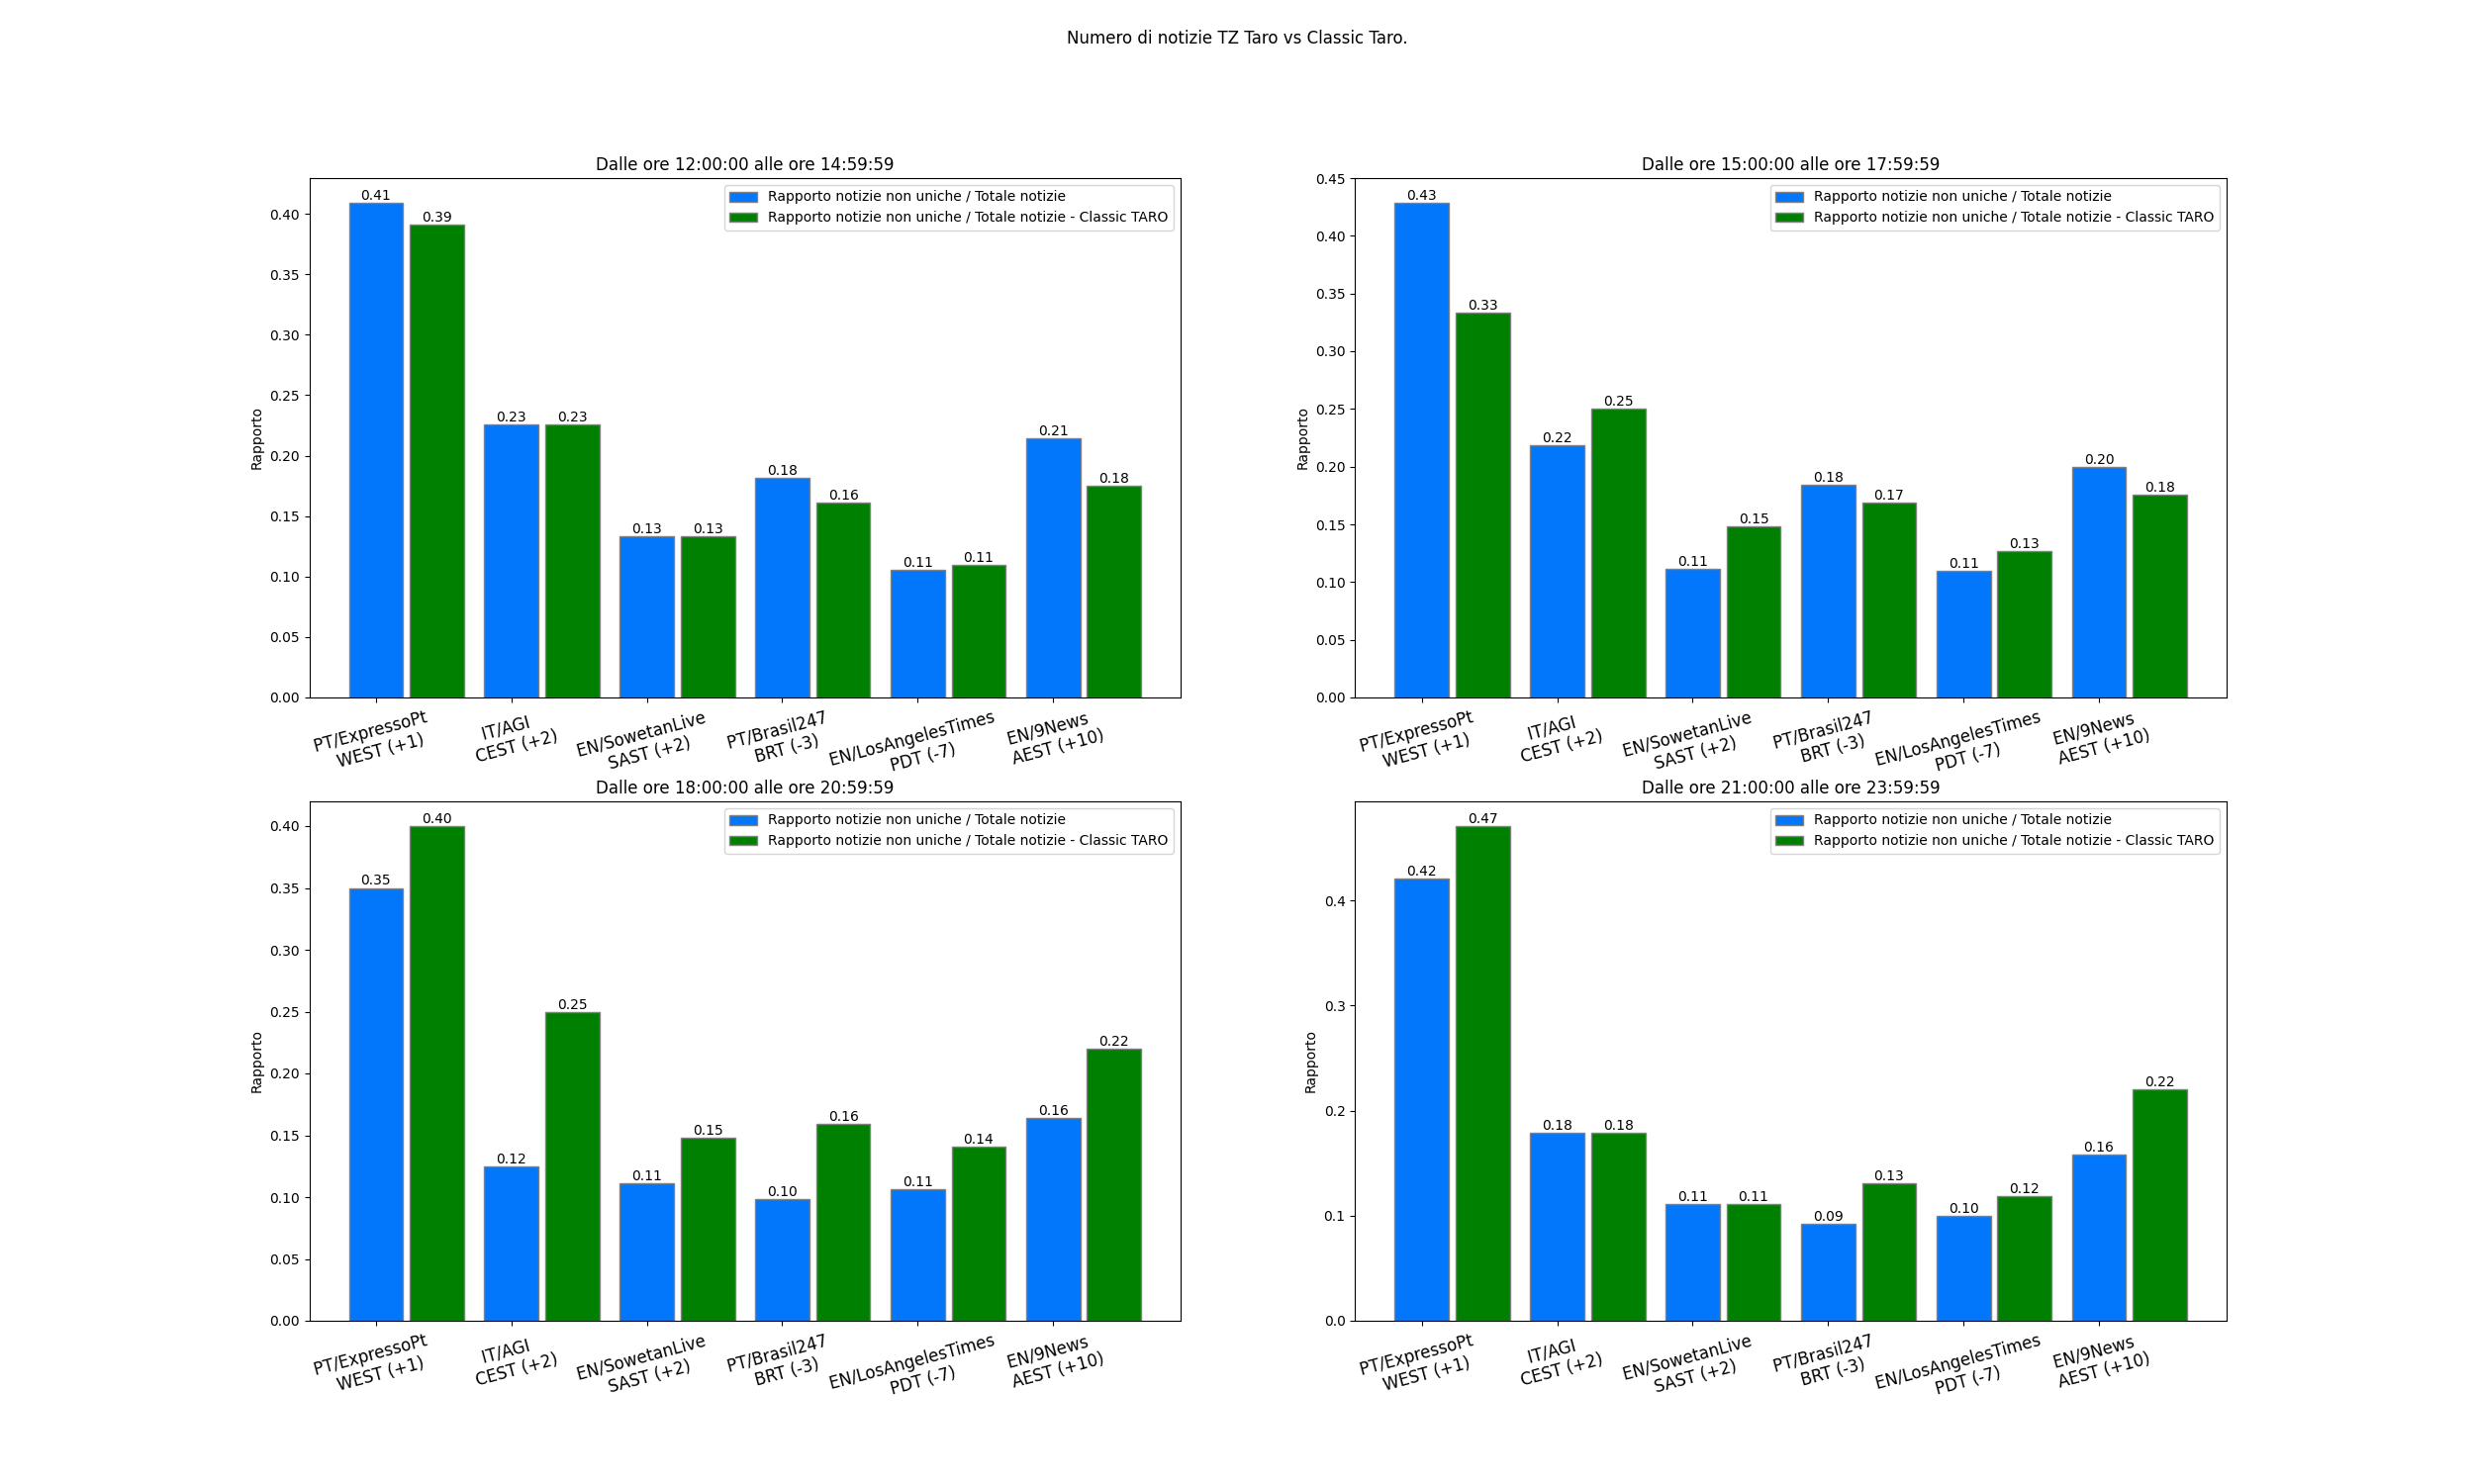 Numero di notizie TZ Taro vs Classic Taro.
Dalle ore 12:00:00 alle ore 14:59:59
Rapporto notizie non uniche / Totale notizie
Rapporto notizie non uniche / Totale notizie - Classic TARO
Rapporto
0.40
0.35
0.30
0.25
0.20
0.15
0.10
0.05
0.00
0.41
0.39
0.23
0.23
0.13
0.13
0.18
0.16
0.11
0.11
0.21
0.18
PT/ExpressoPt
WEST (+1)
IT/AGI
CEST (+2)
EN/SowetanLive
SAST (+2)
PT/Brasil247
BRT (-3)
EN/LosAngelesTimes
PDT (-7)
EN/9News
AEST (+10)
Dalle ore 15:00:00 alle ore 17:59:59
Rapporto notizie non uniche / Totale notizie
Rapporto notizie non uniche / Totale notizie - Classic TARO
Rapporto
0.45
0.40
0.35
0.30
0.25
0.20
0.15
0.10
0.05
0.00
0.43
0.33
0.22
0.25
0.11
0.15
0.18
0.17
0.11
0.13
0.20
0.18
PT/ExpressoPt
WEST (+1)
IT/AGI
CEST (+2)
EN/SowetanLive
SAST (+2)
PT/Brasil247
BRT (-3)
EN/LosAngelesTimes
PDT (-7)
EN/9News
AEST (+10)
Dalle ore 18:00:00 alle ore 20:59:59
Rapporto notizie non uniche / Totale notizie
Rapporto notizie non uniche / Totale notizie - Classic TARO
Rapporto
0.40
0.35
0.30
0.25
0.20
0.15
0.10
0.05
0.00
0.35
0.40
0.12
0.25
0.11
0.15
0.10
0.16
0.11
0.14
0.16
0.22
PT/ExpressoPt
WEST (+1)
IT/AGI
CEST (+2)
EN/SowetanLive
SAST (+2)
PT/Brasil247
BRT (-3)
EN/LosAngelesTimes
PDT (-7)
EN/9News
AEST (+10)
Dalle ore 21:00:00 alle ore 23:59:59
Rapporto notizie non uniche / Totale notizie
Rapporto notizie non uniche / Totale notizie - Classic TARO
Rapporto
0.4
0.3
0.2
0.1
0.0
0.42
0.47
0.18
0.18
0.11
0.11
0.09
0.13
0.10
0.12
0.16
0.22
PT/ExpressoPt
WEST (+1)
IT/AGI
CEST (+2)
EN/SowetanLive
SAST (+2)
PT/Brasil247
BRT (-3)
EN/LosAngelesTimes
PDT (-7)
EN/9News
AEST (+10)